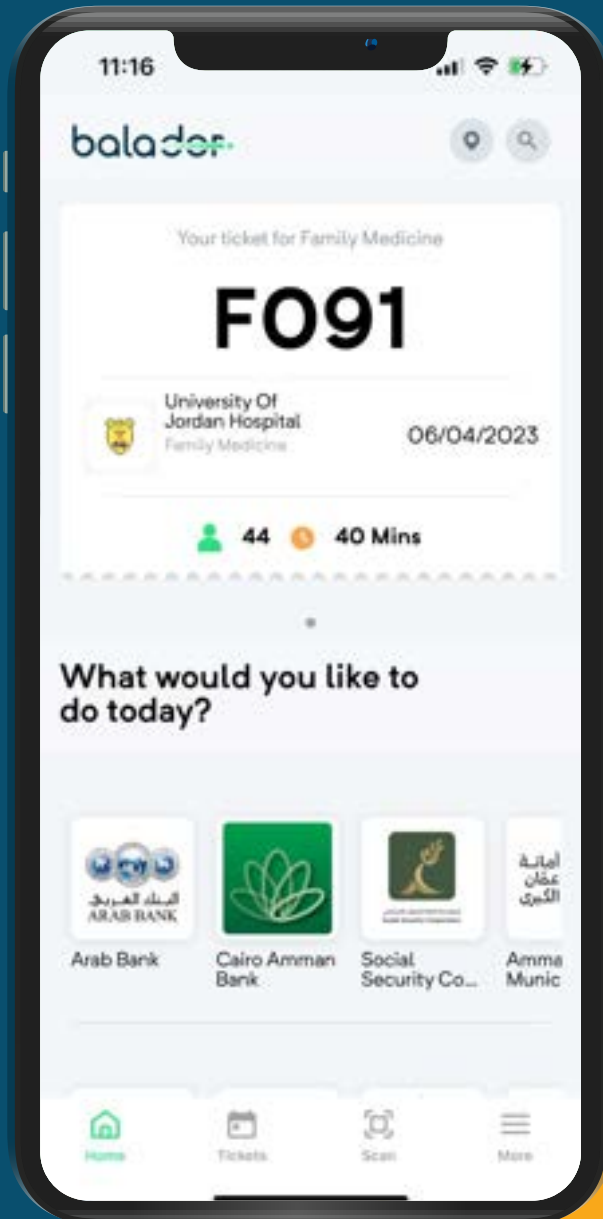 11:16
balador
Your ticket for Family Medicine
F091
University Of
Jordan Hospital
Family Medicine
06/04/2023
44
40 Mins
What would you like to
do today?
البنك العربي
ARAB BANK
أمانة
عمّان
الكبرى
Arab Bank
Cairo Amman
Bank
Social
Security Co...
Amma
Munic
Home
Tickets
Scan
More